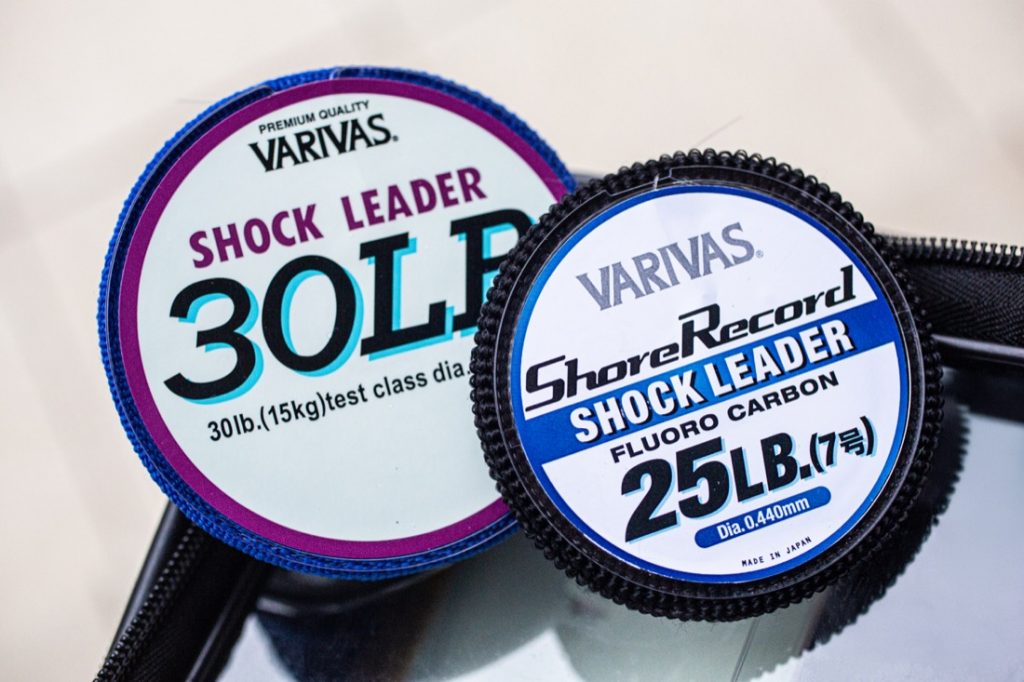 PREMIUM QUALITY
VARIVAS®
SHOCK LEADER
30LB
30lb.(15kg)test class dia.
VARIVAS®
ShoreRecord
SHOCK LEADER
FLUORO CARBON
25LB.(7号)
Dia.0.440mm
MADE IN JAPAN